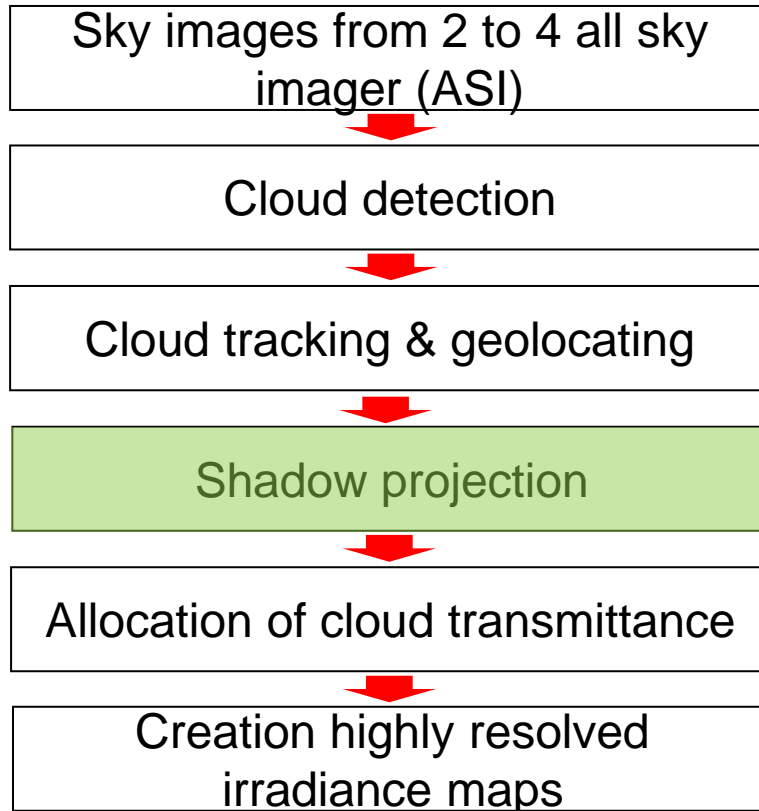 Sky images from 2 to 4 all sky
imager (ASI)
Cloud detection
Cloud tracking & geolocating
Shadow projection
Allocation of cloud transmittance
Creation highly resolved
irradiance maps